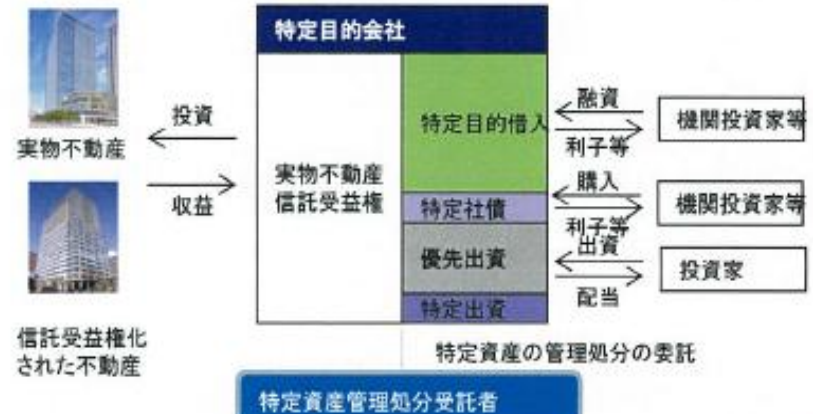 特定目的会社
投資
実物不動産
収益
信託受益権化
された不動産
実物不動産
信託受益権
特定目的借入
特定社債
優先出資
特定出資
融資
利子等
機関投資家等
購入
利子等
機関投資家等
出資
配当
投資家
特定資産の管理処分の委託
特定資産管理処分受託者